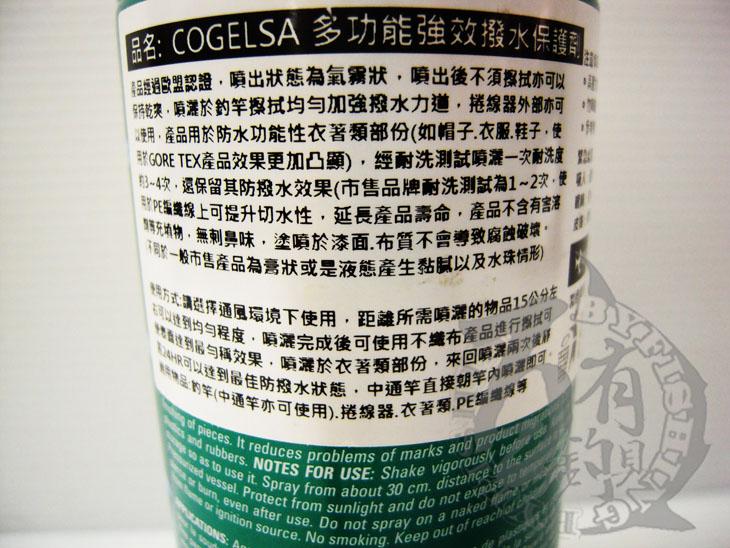 品名: COGELSA 多功能強效撥水保護劑
產品經過歐盟認證，噴出狀態為氣霧狀，噴出後不須擦拭亦可以
保持乾爽，噴灑於釣竿擦拭均勻加強撥水力道，捲線器外部亦可
以使用，產品用於防水功能性衣著類部份(如帽子.衣服.鞋子，使
用於GORE TEX產品效果更加凸顯)，經耐洗測試噴灑一次耐洗度
約3~4次，還保留其防撥水效果(市售品牌耐洗測試為1~2次，使
用於PE編織線上可提升切水性，延長產品壽命，產品不含有害溶
劑等充填物，無刺鼻味，塗噴於漆面.布質不會導致腐蝕破壞。
(不同於一般市售產品為膏狀或是液態產生黏膩以及水珠情形)
使用方式:請選擇通風環境下使用，距離所需噴灑的物品15公分左
右可以達到均勻程度，噴灑完成後可使用不織布產品進行擦拭可
達到最勻稱效果，噴灑於衣著類部份，來回噴灑兩次後靜
置24HR可以達到最佳防撥水狀態，中通竿直接朝竿內噴灑即可.
適用物品:釣竿(中通竿亦可使用).捲線器.衣著類.PE編織線等
of pieces. It reduces problems of marks and product
plastics and rubbers. NOTES FOR USE: Shake vigorously before use
so as to use it. Spray from about 30 cm. distance to the
Pressurized vessel. Protect from sunlight and do not expose to
or burn, even after use. Do not spray on a naked flame
flame or ignition source. No smoking. Keep out of reach of
APPLICATIONS:
有釣具
BYFISHING